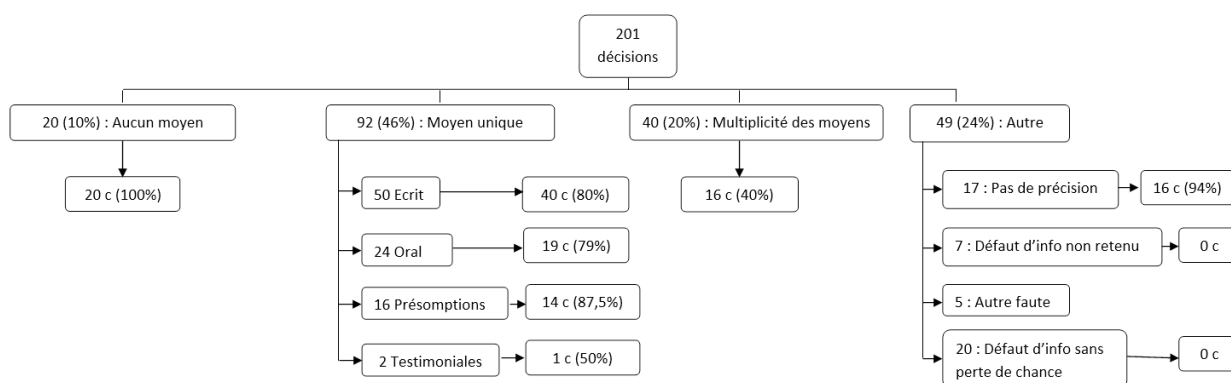 201
décisions
20 (10%) : Aucun moyen
92 (46%) : Moyen unique
40 (20%) : Multiplicité des moyens
49 (24%) : Autre
20 c (100%)
50 Ecrit
40 c (80%)
24 Oral
19 c (79%)
16 Présomptions
14 c (87,5%)
2 Testimoniales
1 c (50%)
16 c (40%)
17 : Pas de précision
16 c (94%)
7 : Défaut d'info non retenu
0 c
5 : Autre faute
20 : Défaut d'info sans
perte de chance
0 c